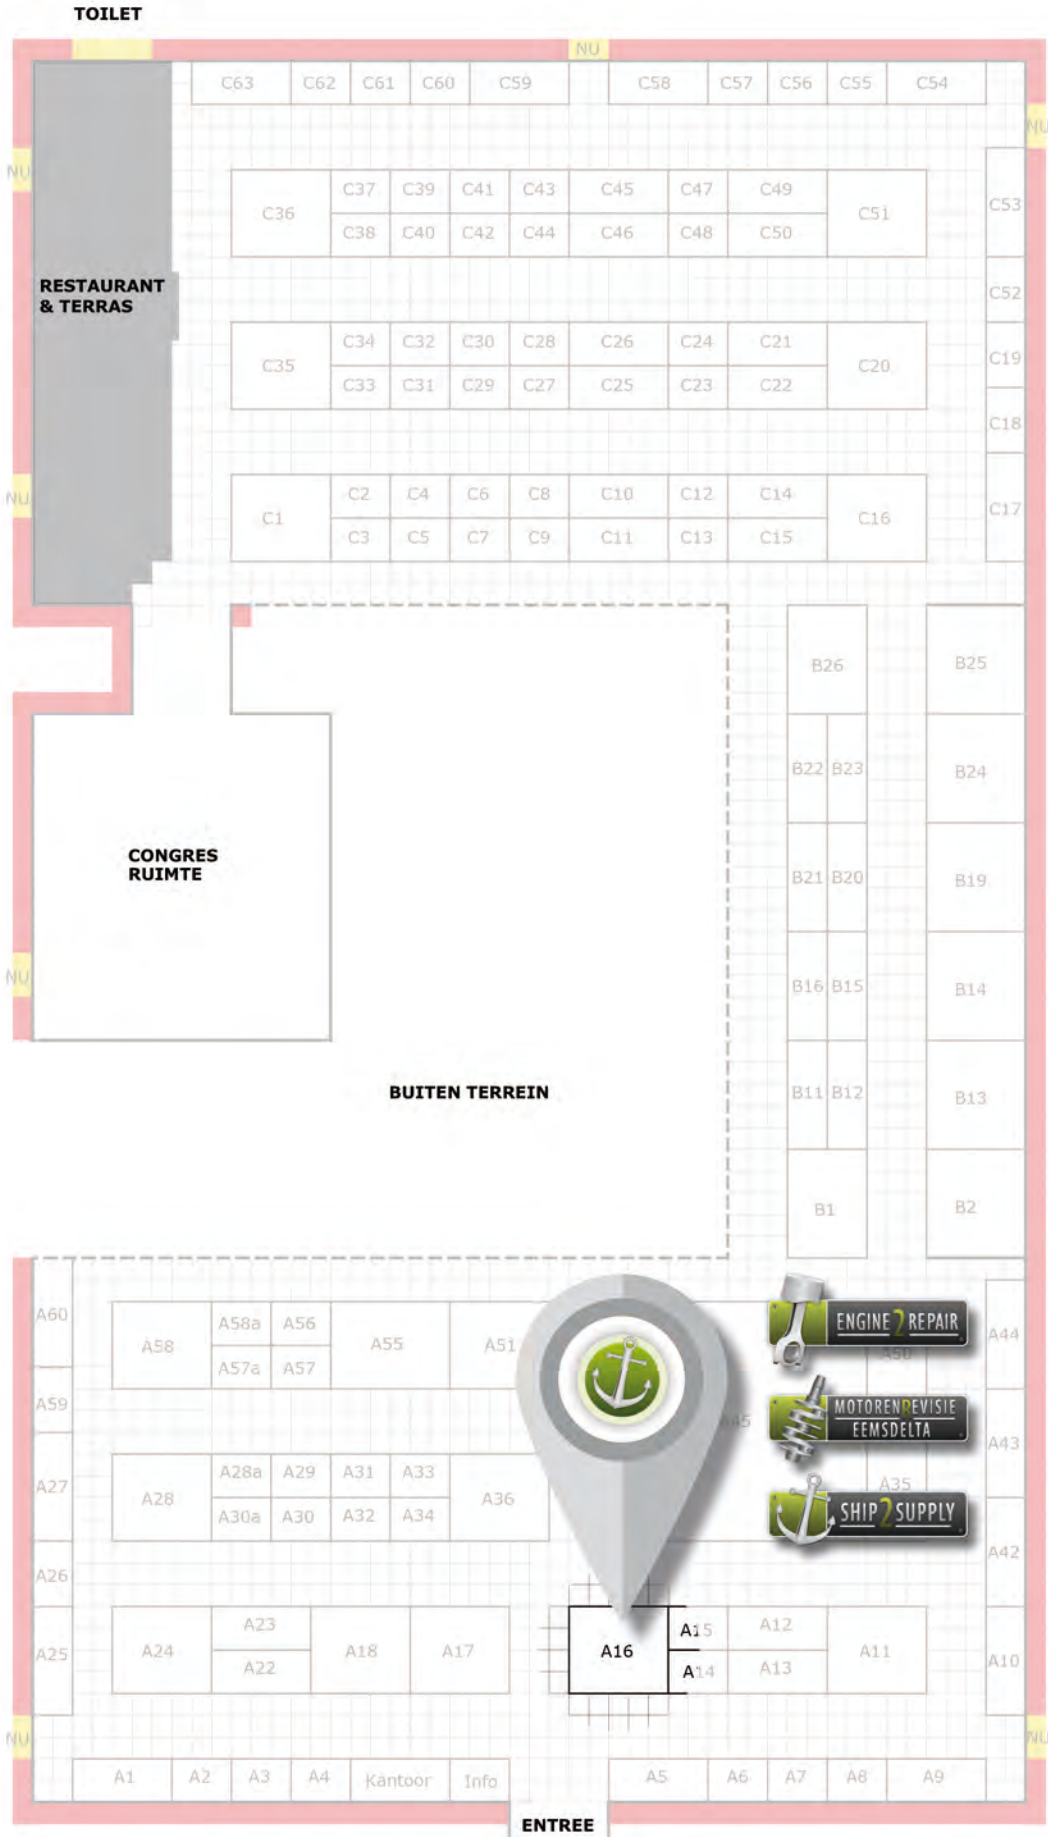 TOILET
NU
C63 C62 C61 C60 C59 C58 C57 C56 C55 C54
NU
NU
C37 C39 C41 C43 C45 C47 C49
C36 C51 C53
C38 C40 C42 C44 C46 C48 C50
RESTAURANT
& TERRAS
C52
C34 C32 C30 C28 C26 C24 C21
C35 C20 C19
C33 C31 C29 C27 C25 C23 C22
C18
NU
C2 C4 C6 C8 C10 C12 C14
C1 C16 C17
C3 C5 C7 C9 C11 C13 C15
B26 B25
B22 B23 B24
CONGRES
RUIMTE
B21 B20 B19
NU
B16 B15 B14
BUITEN TERREIN
B11 B12 B13
B1 B2
A60
A58a A56
ENGINE2REPAIR
A58 A55 A51 A44
A50
A57a A57
A59
MOTORENREVISIE
EEMSDELTA
A45
A43
A28a A29 A31 A33
A27 A28 A36 A35
A30a A30 A32 A34
SHIP2SUPPLY
A42
A26
A23 A15 A12
A25 A24 A18 A17 A16 A11 A10
A22 A14 A13
NU
NU
A1 A2 A3 A4 Kantoor Info A5 A6 A7 A8 A9
ENTREE